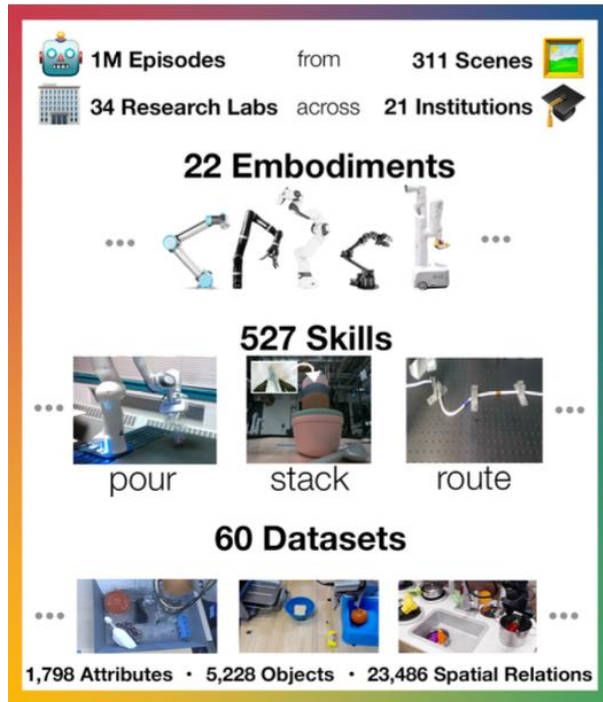 1M Episodes from 311 Scenes
34 Research Labs across 21 Institutions
22 Embodiments
527 Skills
pour stack route
60 Datasets
1,798 Attributes • 5,228 Objects • 23,486 Spatial Relations